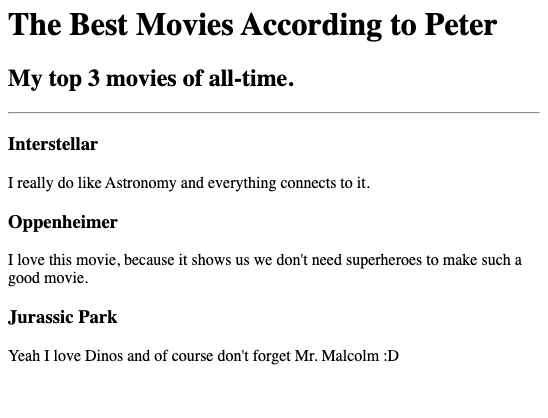 The Best Movies According to Peter
My top 3 movies of all-time.
Interstellar
I really do like Astronomy and everything connects to it.
Oppenheimer
I love this movie, because it shows us we don't need superheroes to make such a
good movie.
Jurassic Park
Yeah I love Dinos and of course don't forget Mr. Malcolm :D